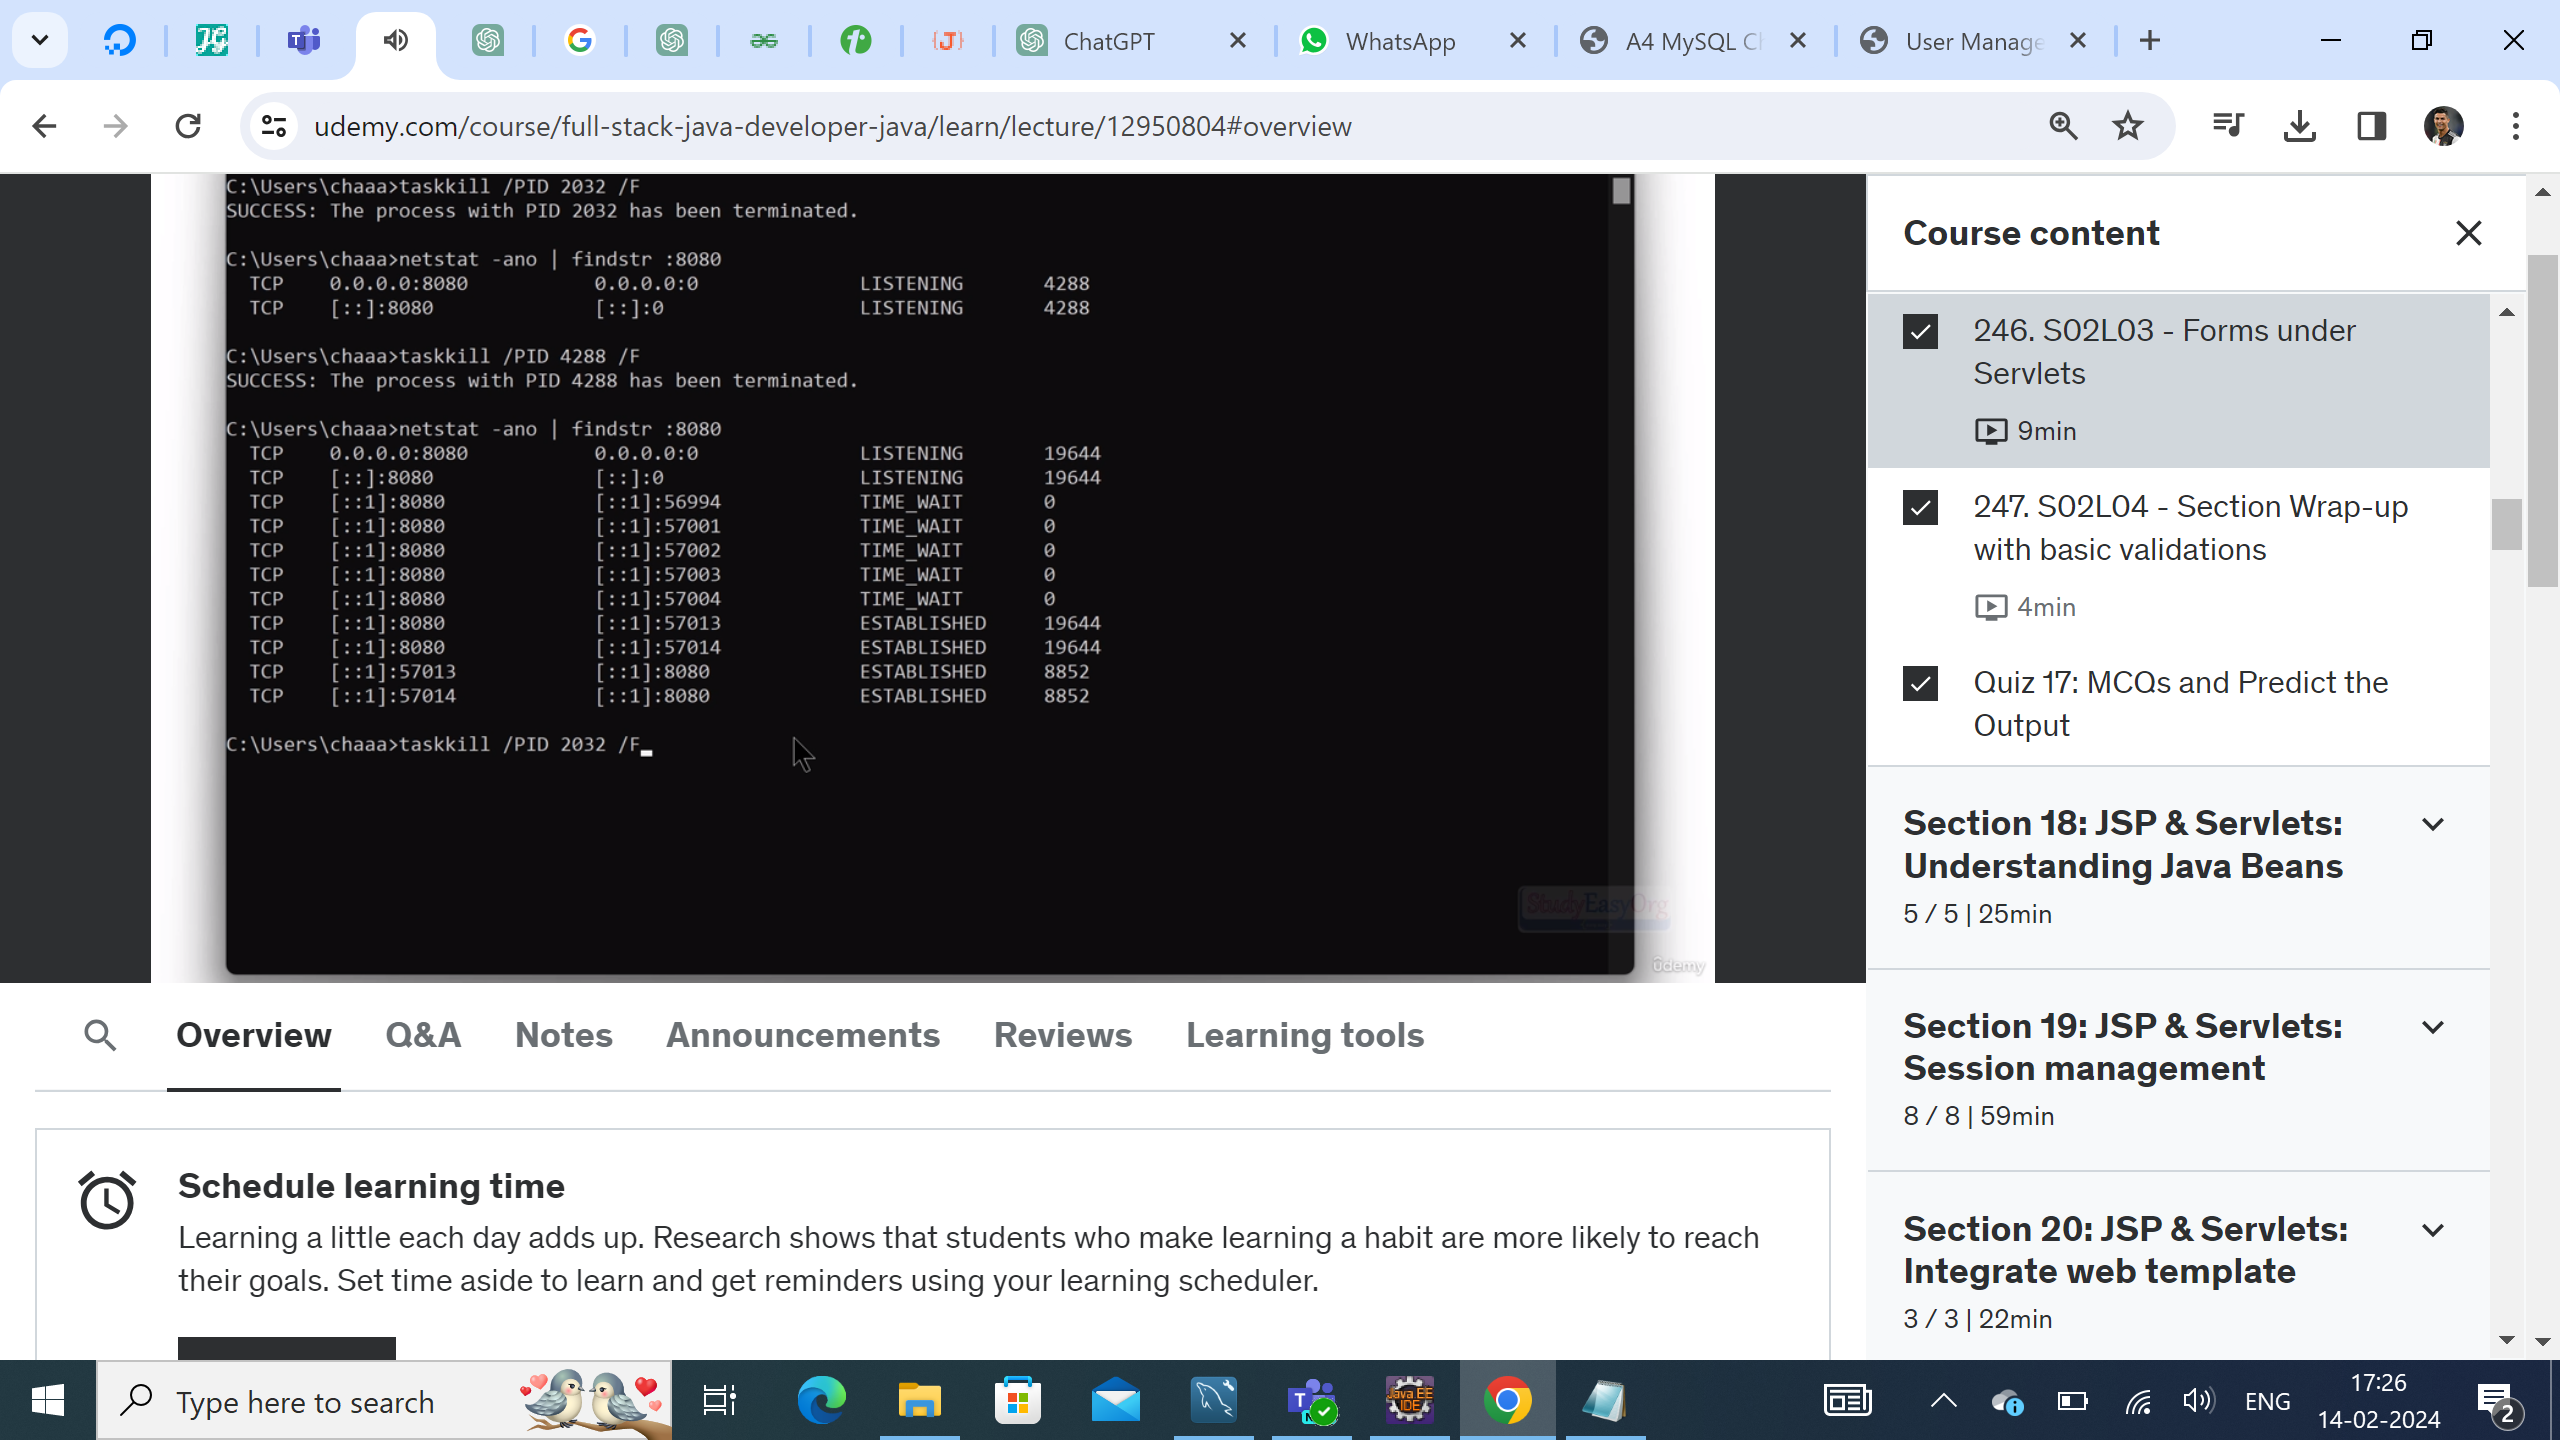 ChatGPT
WhatsApp
A4 MySQL C
User Manage
udemy.com/course/full-stack-java-developer-java/learn/lecture/12950804#overview
C:\Users\chaaa>taskkill /PID 2032 /F
SUCCESS: The process with PID 2032 has been terminated.
C:\Users\chaaa>netstat -ano | findstr :8080
TCP 0.0.0.0:8080 0.0.0.0:0 LISTENING 4288
TCP [::]:8080 [::]:0 LISTENING 4288
C:\Users\chaaa>taskkill /PID 4288 /F
SUCCESS: The process with PID 4288 has been terminated.
C:\Users\chaaa>netstat -ano | findstr :8080
TCP 0.0.0.0:8080 0.0.0.0:0 LISTENING 19644
TCP [::]:8080 [::]:0 LISTENING 19644
TCP [::1]:8080 [::1]:56994 TIME_WAIT 0
TCP [::1]:8080 [::1]:57001 TIME_WAIT 0
TCP [::1]:8080 [::1]:57002 TIME_WAIT 0
TCP [::1]:8080 [::1]:57003 TIME_WAIT 0
TCP [::1]:8080 [::1]:57004 TIME_WAIT 0
TCP [::1]:8080 [::1]:57013 ESTABLISHED 19644
TCP [::1]:8080 [::1]:57014 ESTABLISHED 19644
TCP [::1]:57013 [::1]:8080 ESTABLISHED 8852
TCP [::1]:57014 [::1]:8080 ESTABLISHED 8852
C:\Users\chaaa>taskkill /PID 2032 /F
StudyEasyOrg
ûdemy
Course content
246. S02L03 - Forms under
Servlets
9min
247. S02L04 - Section Wrap-up
with basic validations
4min
Quiz 17: MCQs and Predict the
Output
Section 18: JSP & Servlets:
Understanding Java Beans
5 / 5 | 25min
Section 19: JSP & Servlets:
Session management
8 / 8 | 59min
Section 20: JSP & Servlets:
Integrate web template
3 / 3 | 22min
Overview Q&A Notes Announcements Reviews Learning tools
Schedule learning time
Learning a little each day adds up. Research shows that students who make learning a habit are more likely to reach
their goals. Set time aside to learn and get reminders using your learning scheduler.
Type here to search
Java EE
IDE
ENG
17:26
14-02-2024
2